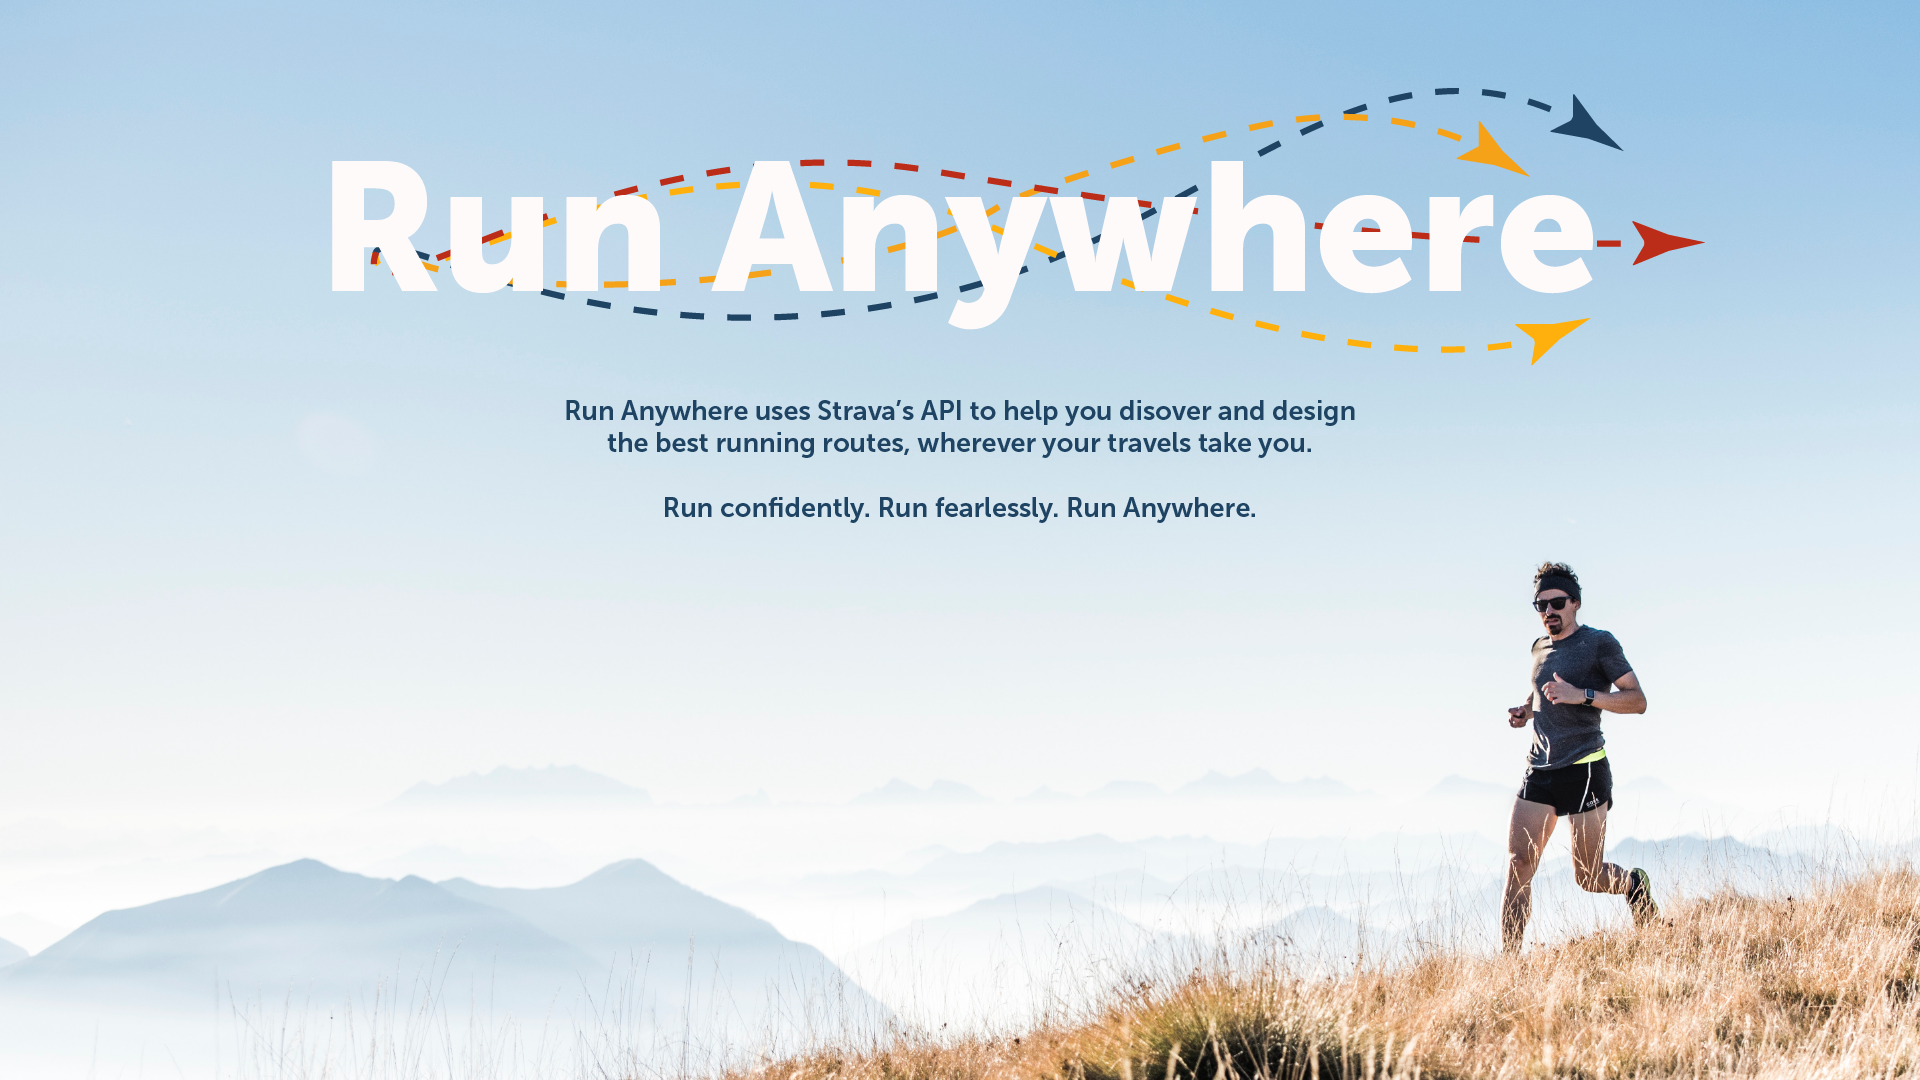 Run Anywhere
Run Anywhere uses Strava’s API to help you disover and design
the best running routes, wherever your travels take you.
Run confidently. Run fearlessly. Run Anywhere.